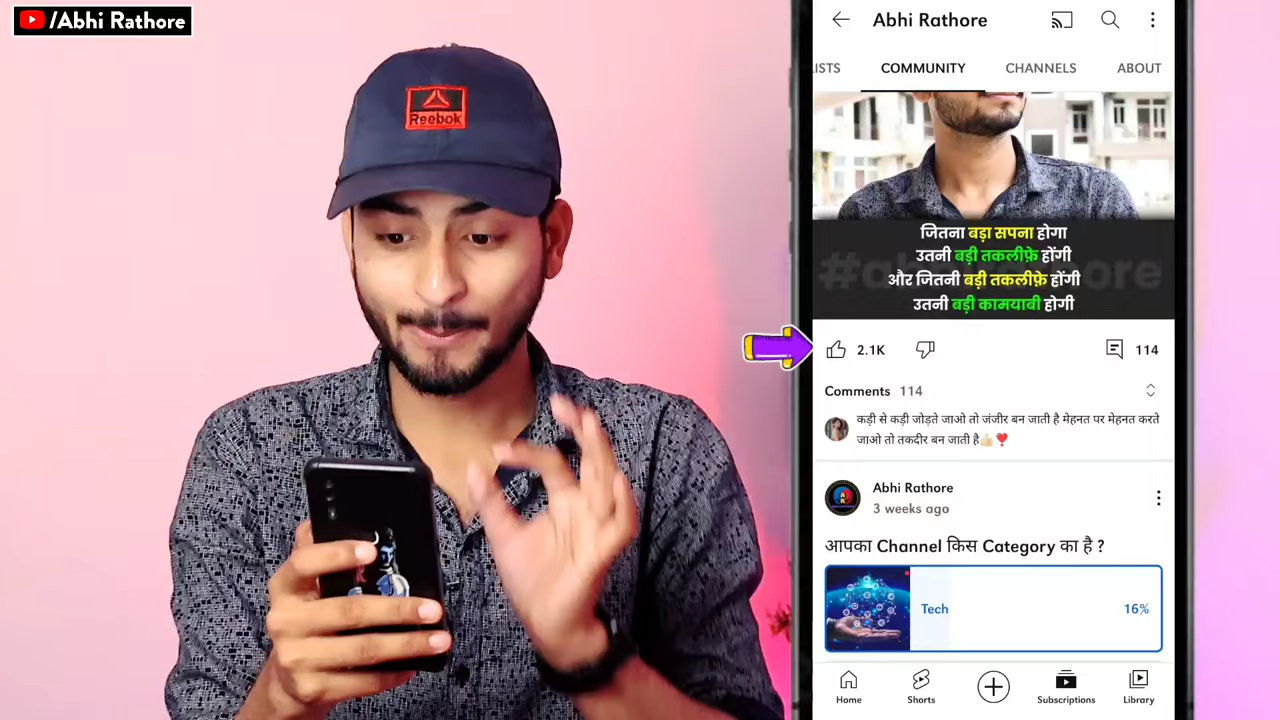 /Abhi Rathore
Reebok
Abhi Rathore
LISTS COMMUNITY CHANNELS ABOUT
जितना बड़ा सपना होगा
उतनी बड़ी तकलीफ़े होंगी
और जितनी बड़ी तकलीफ़े होंगी
उतनी बड़ी कामयाबी होगी
2.1K 114
Comments 114
कड़ी से कड़ी जोड़ते जाओ तो जंजीर बन जाती है मेहनत पर मेहनत करते
जाओ तो तकदीर बन जाती है👍🏻❣️
Abhi Rathore
3 weeks ago
आपका Channel किस Category का है ?
Tech 16%
Home Shorts Subscriptions Library